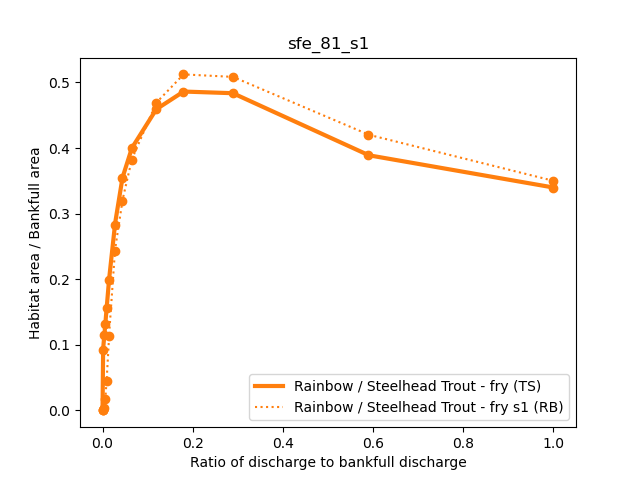 sfe_81_s1
Habitat area / Bankfull area
0.5
0.4
0.3
0.2
0.1
0.0
Rainbow / Steelhead Trout - fry (TS)
Rainbow / Steelhead Trout - fry s1 (RB)
0.0 0.2 0.4 0.6 0.8 1.0
Ratio of discharge to bankfull discharge